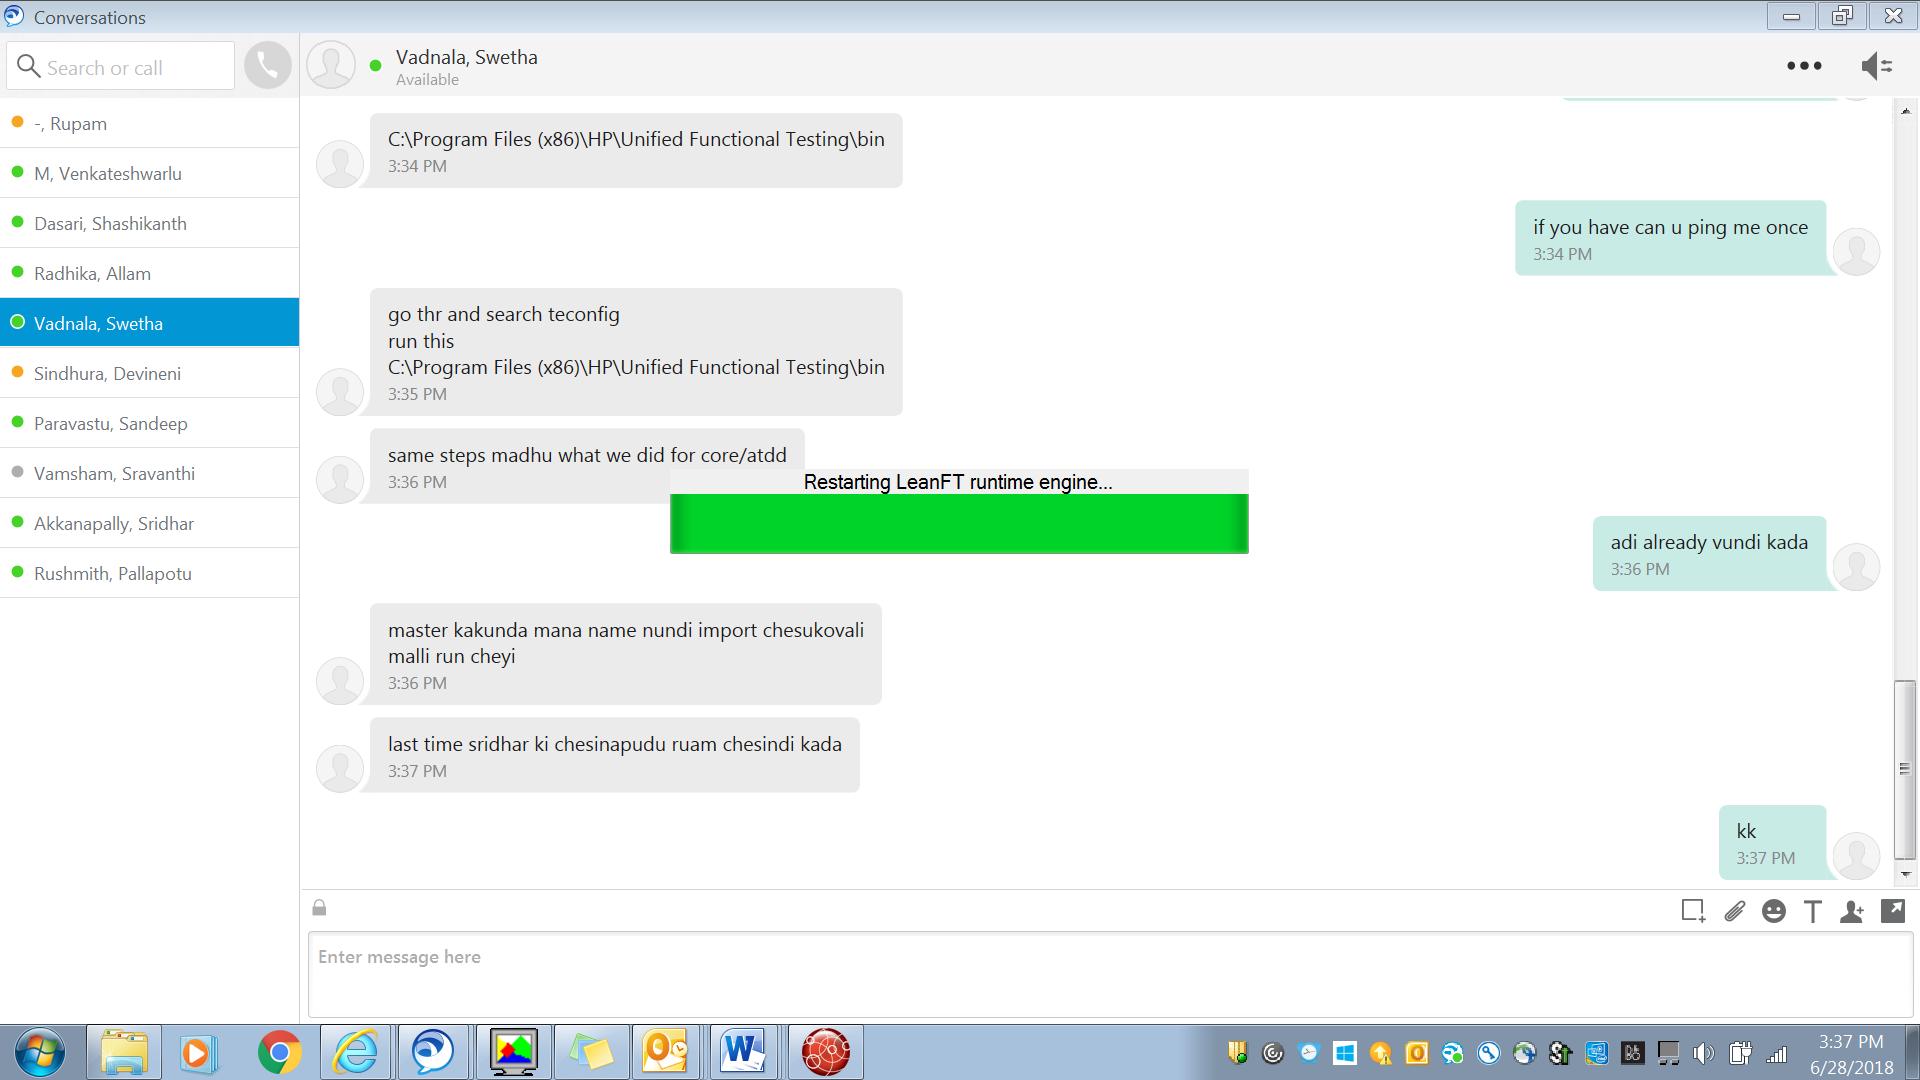 Conversations
Search or call
-, Rupam
M, Venkateshwarlu
Dasari, Shashikanth
Radhika, Allam
Vadnala, Swetha
Sindhura, Devineni
Paravastu, Sandeep
Vamsham, Sravanthi
Akkanapally, Sridhar
Rushmith, Pallapotu
Vadnala, Swetha
Available
C:\Program Files (x86)\HP\Unified Functional Testing\bin
3:34 PM
if you have can u ping me once
3:34 PM
go thr and search teconfig
run this
C:\Program Files (x86)\HP\Unified Functional Testing\bin
3:35 PM
same steps madhu what we did for core/atdd
3:36 PM
Restarting LeanFT runtime engine...
adi already vundi kada
3:36 PM
master kakunda mana name nundi import chesukovali
malli run cheyi
3:36 PM
last time sridhar ki chesinapudu ruam chesindi kada
3:37 PM
kk
3:37 PM
Enter message here
3:37 PM
6/28/2018